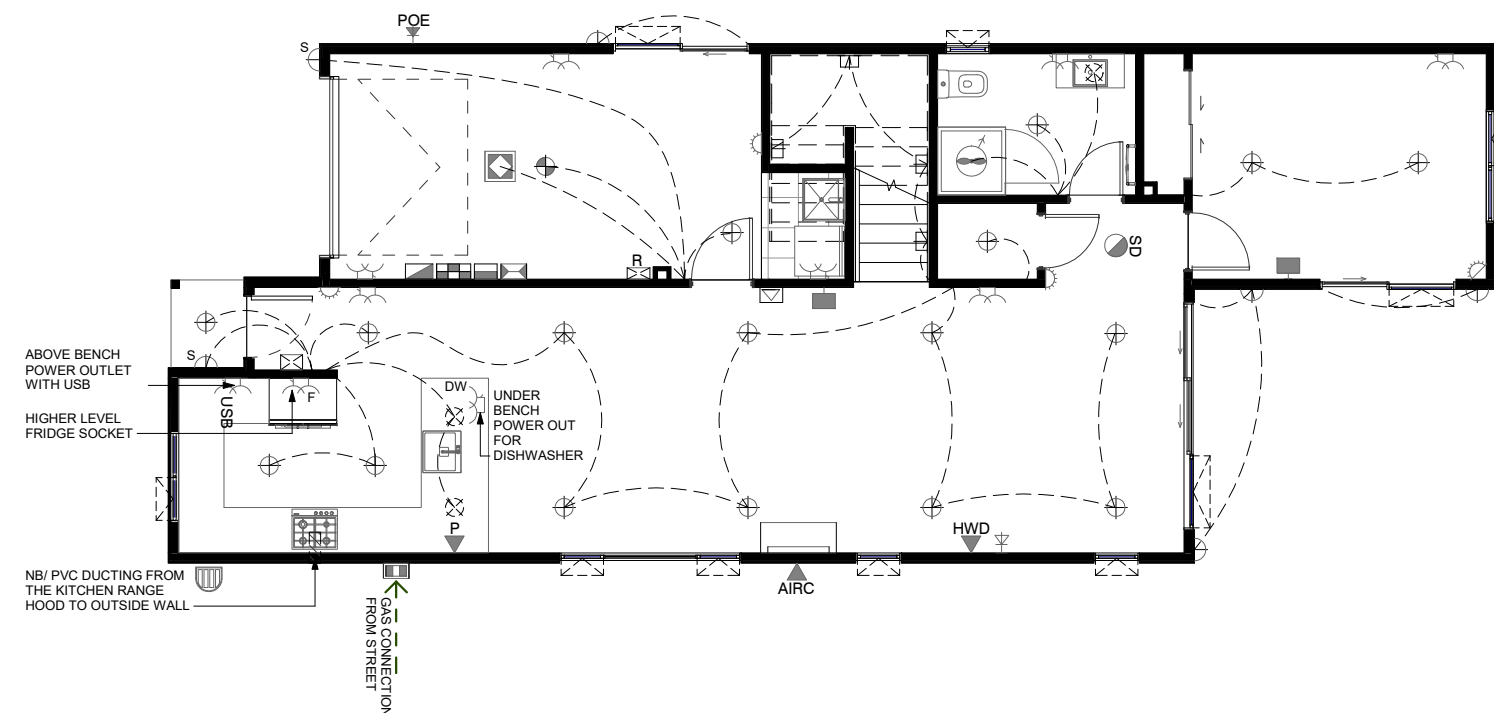 POE
S
R
SD
S
ABOVE BENCH
POWER OUTLET
WITH USB
USB
F
DW
UNDER
BENCH
POWER OUT
FOR
DISHWASHER
HIGHER LEVEL
FRIDGE SOCKET
P
HWD
AIRC
NB/ PVC DUCTING FROM
THE KITCHEN RANGE
HOOD TO OUTSIDE WALL
GAS CONNECTION
FROM STREET